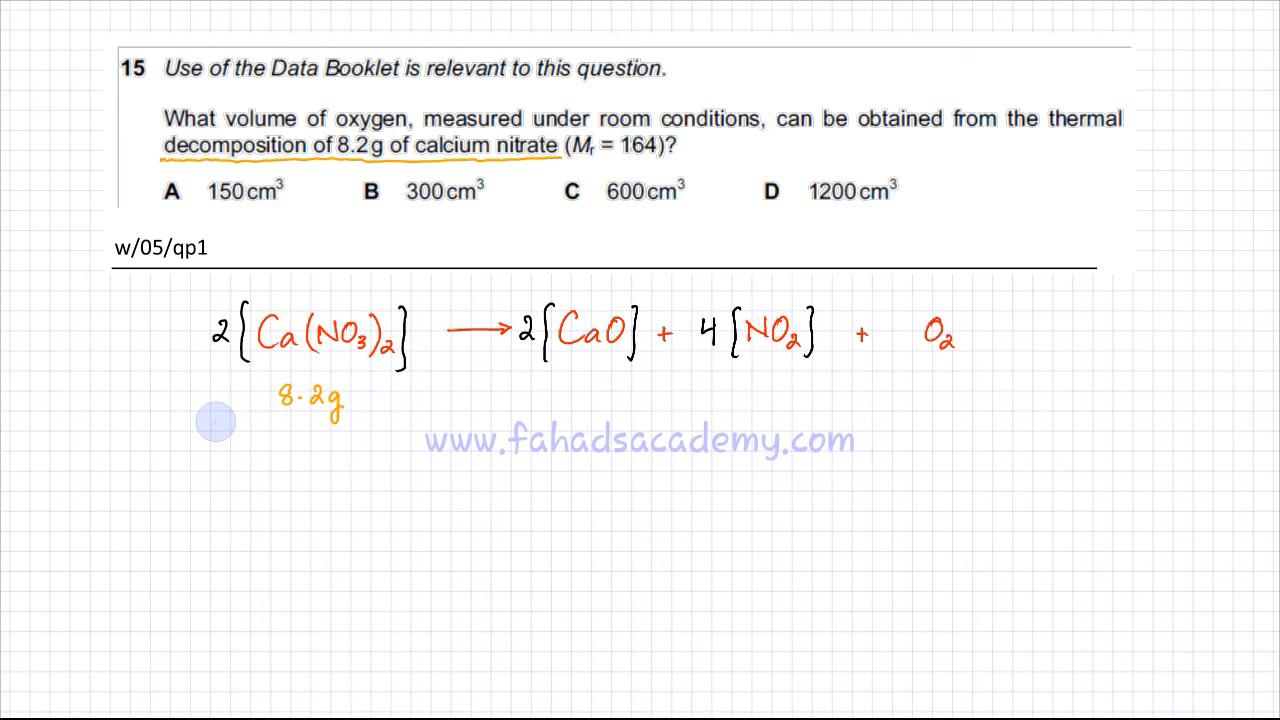 15 Use of the Data Booklet is relevant to this question.
What volume of oxygen, measured under room conditions, can be obtained from the thermal
decomposition of 8.2g of calcium nitrate (Mᵣ = 164)?
A 150cm³ B 300cm³ C 600cm³ D 1200cm³
w/05/qp1
2[Ca(NO₃)₂] → 2[CaO] + 4[NO₂] + O₂
8.2g
www.fahadsacademy.com